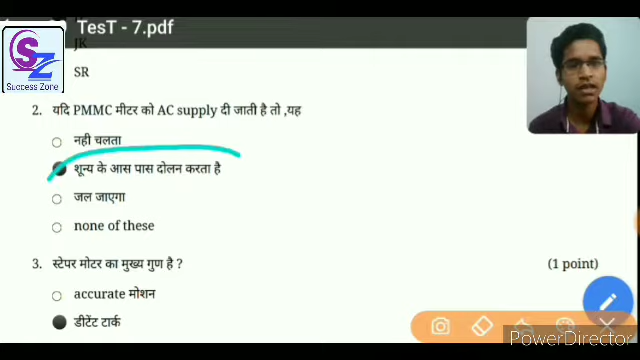 TesT - 7.pdf
JK
SZ
Success Zone
SR
2. यदि PMMC मीटर को AC supply दी जाती है तो ,यह
नही चलता
शून्य के आस पास दोलन करता है
जल जाएगा
none of these
3. स्टेपर मोटर का मुख्य गुण है ? (1 point)
accurate मोशन
डीटेंट टार्क
PowerDirector